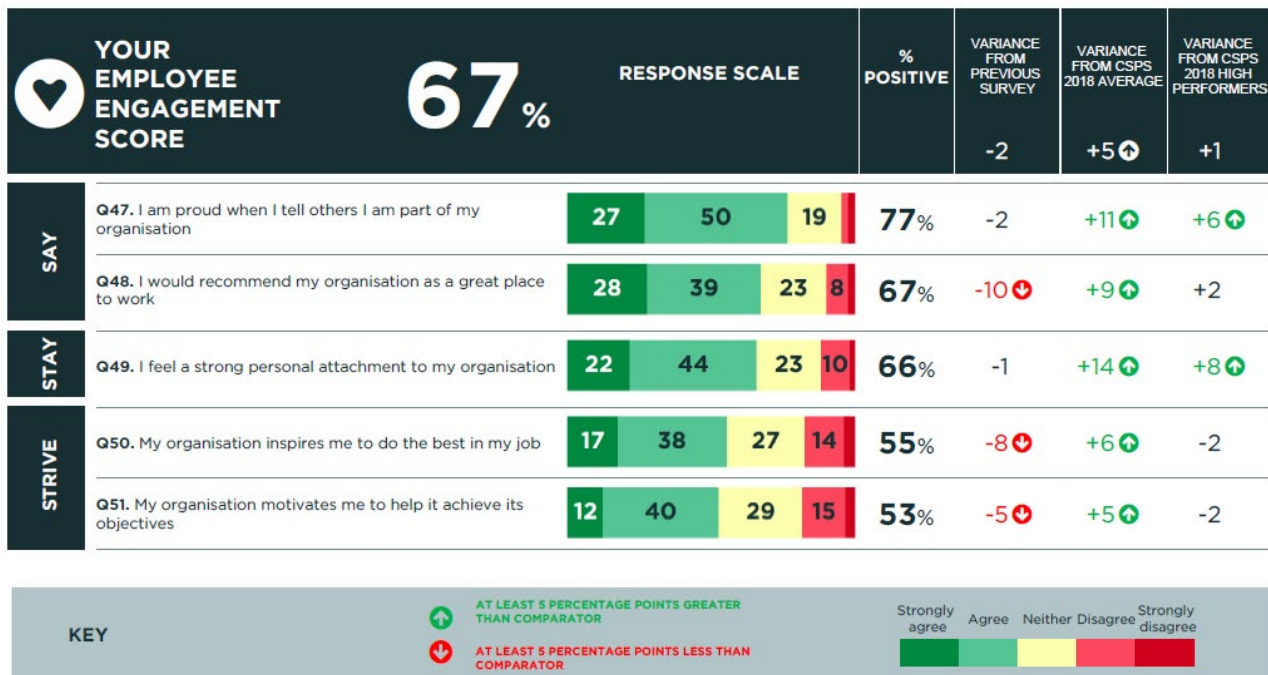 YOUR
EMPLOYEE
ENGAGEMENT
SCORE
67%
RESPONSE SCALE
%
POSITIVE
VARIANCE
FROM
PREVIOUS
SURVEY
-2
VARIANCE
FROM CSPS
2018 AVERAGE
+5
VARIANCE
FROM CSPS
2018 HIGH
PERFORMERS
+1
SAY
Q47. I am proud when I tell others I am part of my
organisation
27 50 19 77% -2 +11 +6
Q48. I would recommend my organisation as a great place
to work
28 39 23 8 67% -10 +9 +2
STAY
Q49. I feel a strong personal attachment to my organisation
22 44 23 10 66% -1 +14 +8
STRIVE
Q50. My organisation inspires me to do the best in my job
17 38 27 14 55% -8 +6 -2
Q51. My organisation motivates me to help it achieve its
objectives
12 40 29 15 53% -5 +5 -2
KEY
AT LEAST 5 PERCENTAGE POINTS GREATER
THAN COMPARATOR
AT LEAST 5 PERCENTAGE POINTS LESS THAN
COMPARATOR
Strongly
agree
Agree
Neither
Disagree
Strongly
disagree